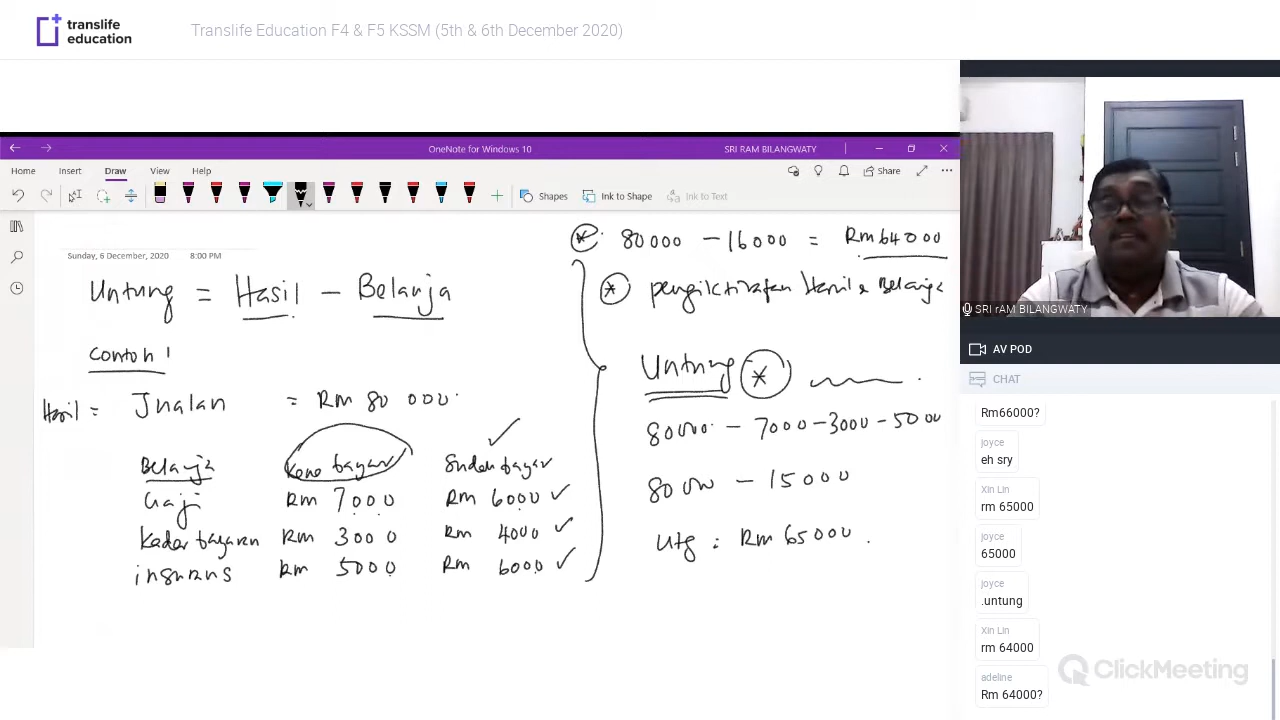 translife
education
Translife Education F4 & F5 KSSM (5th & 6th December 2020)
OneNote for Windows 10
SRI RAM BILANGWATY
Home Insert Draw View Help
Share
Shapes
Ink to Shape
Ink to Text
Sunday, 6 December, 2020 8:00 PM
Untung = Hasil - Belanja
Contoh 1
Hasil = Jualan = Rm 80 000.
Belanja Kene bayar Sudah bayar
Gaji Rm 7000 Rm 6000
Kadar bayaran Rm 3000 Rm 4000
insurans Rm 5000 Rm 6000
* 80000 - 16000 = Rm 64000
* pengiktirafan Hasil & Belanja
Untung *
80000 - 7000 - 3000 - 5000
80000 - 15000
Utg : Rm 65000.
SRI rAM BILANGWATY
AV POD
CHAT
Rm66000?
joyce
eh sry
Xin Lin
rm 65000
joyce
65000
joyce
.untung
Xin Lin
rm 64000
adeline
Rm 64000?
ClickMeeting